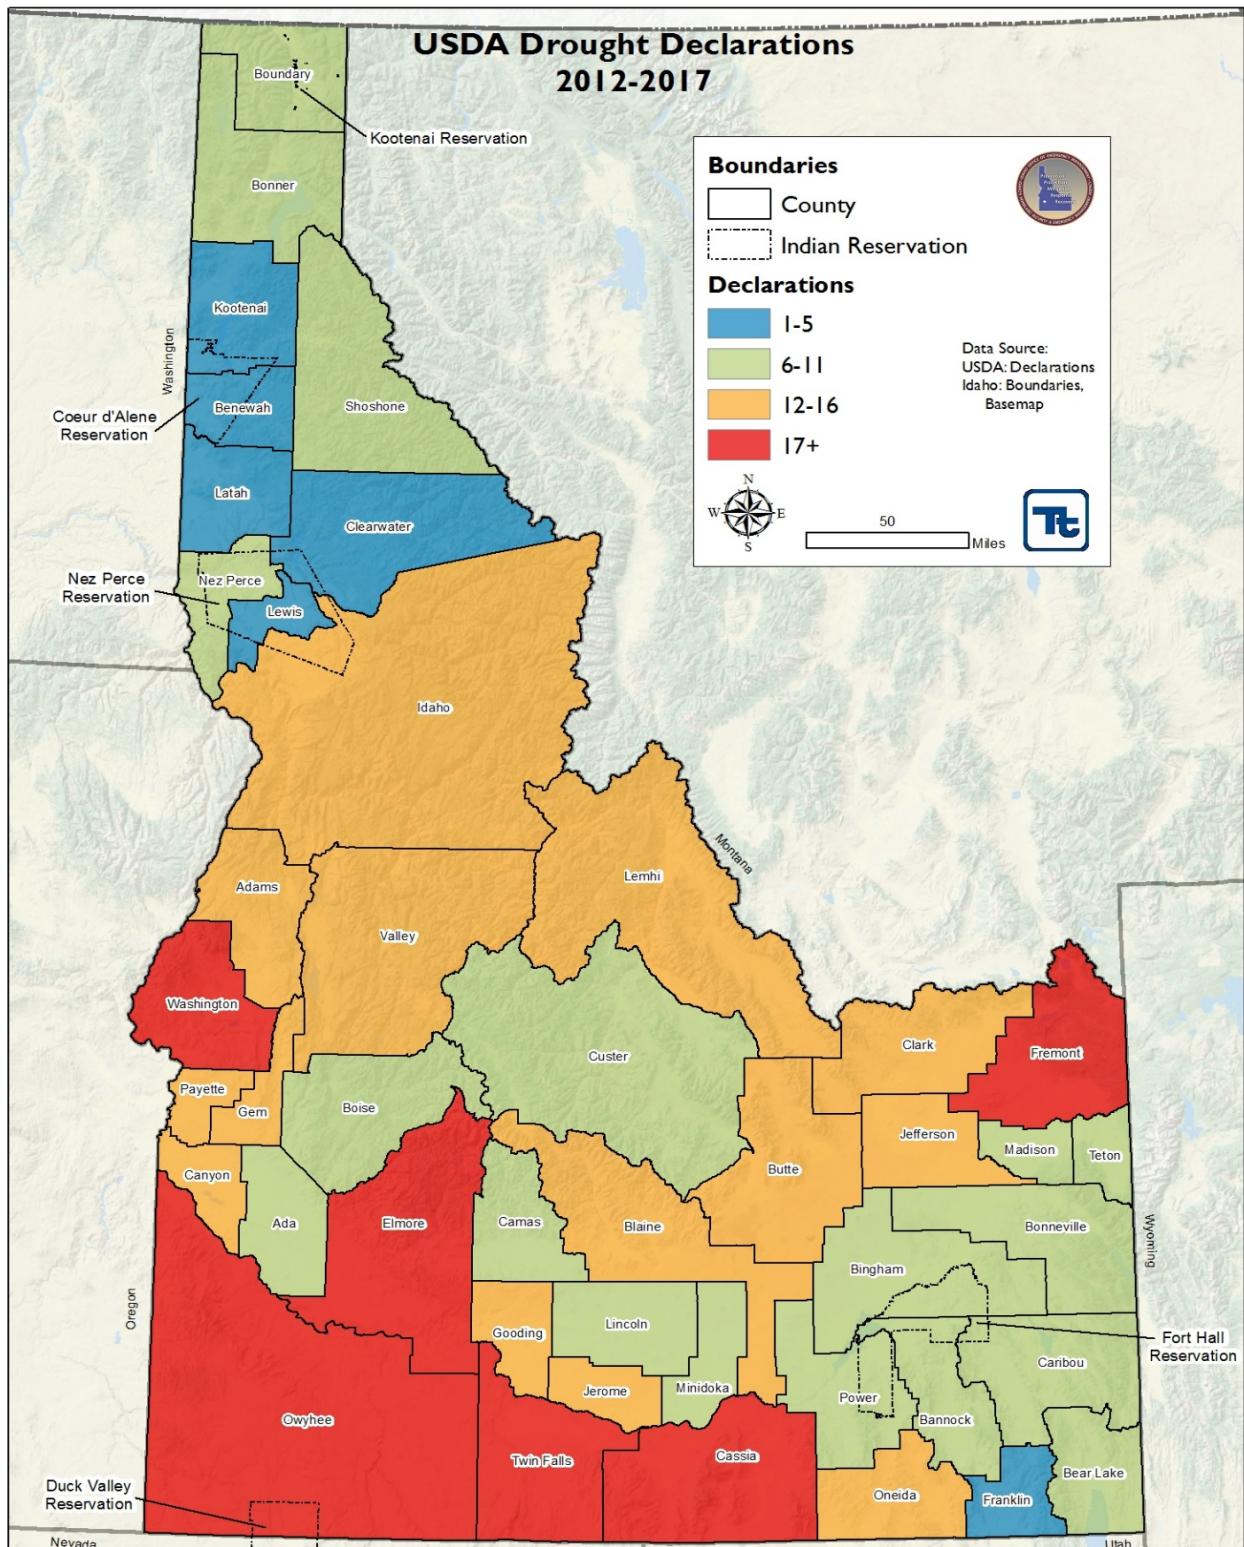 USDA Drought Declarations
2012-2017
Boundary
Kootenai Reservation
Bonner
Boundaries
County
Indian Reservation
Declarations
1-5
6-11
12-16
17+
Data Source:
USDA: Declarations
Idaho: Boundaries,
Basemap
N
W
E
S
50
Miles
Tt
Kootenai
Washington
Coeur d'Alene
Reservation
Benewah
Shoshone
Latah
Clearwater
Nez Perce
Reservation
Nez Perce
Lewis
Idaho
Montana
Adams
Lemhi
Valley
Washington
Custer
Clark
Fremont
Payette
Gem
Boise
Jefferson
Madison
Teton
Canyon
Butte
Ada
Elmore
Camas
Blaine
Bonneville
Wyoming
Bingham
Oregon
Gooding
Lincoln
Fort Hall
Reservation
Caribou
Jerome
Minidoka
Power
Owyhee
Bannock
Twin Falls
Cassia
Bear Lake
Duck Valley
Reservation
Oneida
Franklin
Nevada
Utah